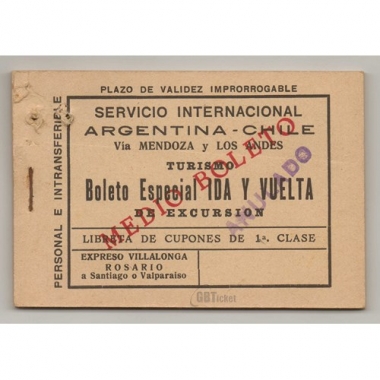 PLAZO DE VALIDEZ IMPRORROGABLE
PERSONAL E INTRANSFERIBLE
SERVICIO INTERNACIONAL
ARGENTINA - CHILE
Via MENDOZA y LOS ANDES
TURISMO
Boleto Especial IDA Y VUELTA
DE EXCURSION
LIBRETA DE CUPONES DE 1ª. CLASE
EXPRESO VILLALONGA
ROSARIO
a Santiago o Valparaiso
MEDIO BOLETO
ANULADO
GBTicket